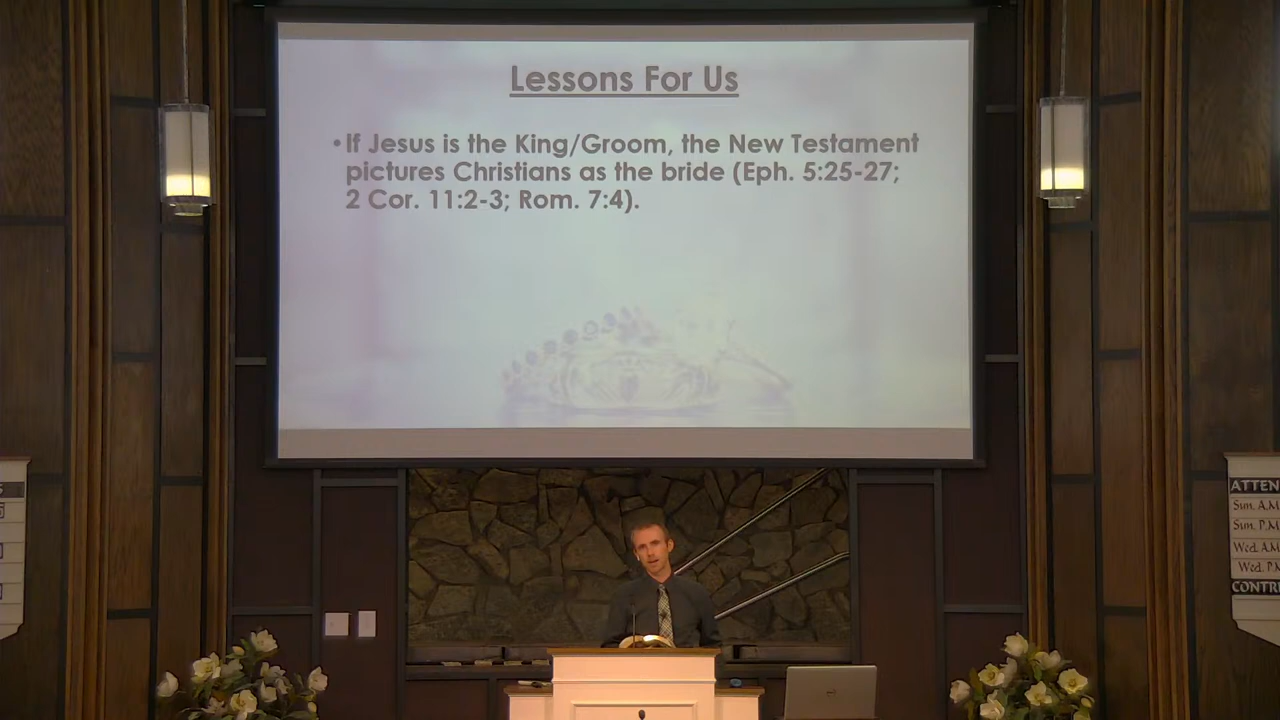 Lessons For Us
• If Jesus is the King/Groom, the New Testament
pictures Christians as the bride (Eph. 5:25-27;
2 Cor. 11:2-3; Rom. 7:4).
ATTEN
Sun. A.M
Sun. P.M
Wed. A.M
Wed. P.M
CONTR